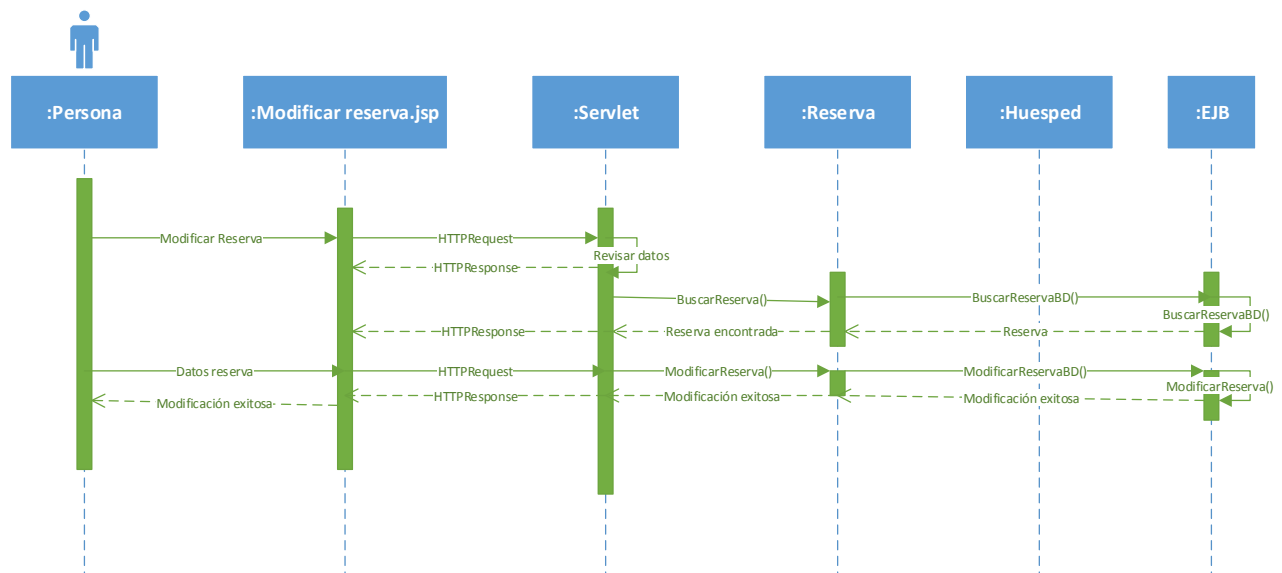 :Persona
:Modificar reserva.jsp
:Servlet
:Reserva
:Huesped
:EJB
Modificar Reserva
HTTPRequest
Revisar datos
HTTPResponse
BuscarReserva()
BuscarReservaBD()
BuscarReservaBD()
HTTPResponse
Reserva encontrada
Reserva
Datos reserva
HTTPRequest
ModificarReserva()
ModificarReservaBD()
ModificarReserva()
Modificación exitosa
HTTPResponse
Modificación exitosa
Modificación exitosa